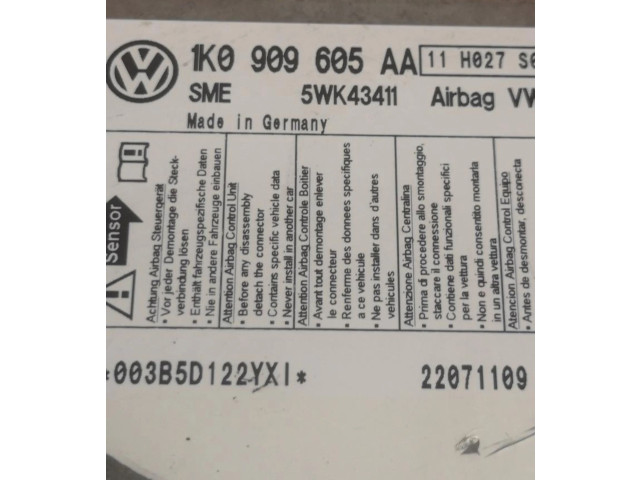 1K0 909 605 AA 11 H027
SME 5WK43411 Airbag VW
Made in Germany
Sensor
Achtung Airbag Steuergerät
• Vor jeder Demontage die Steck-
verbindung lösen
• Enthält fahrzeugspezifische Daten
• Nie in andere Fahrzeuge einbauen
Attention Airbag Control Unit
• Before any disassembly
detach the connector
• Contains specific vehicle data
• Never install in another car
Attention Airbag Controle Boitier
• Avant tout demontage enlever
le connecteur
• Renferme des donnees specifiques
a ce vehicule
• Ne pas installer dans d'autres
vehicules
Attenzione Airbag Centralina
• Prima di procedere allo smontaggio,
staccare il connessione
• Contiene dati funzionali specifici
per la vettura
• Non e quindi consentito montarla
in un altra vettura
Atencion Airbag Control Equipo
• Antes de desmontar, desconecta
*003B5D122YXI*
22071109